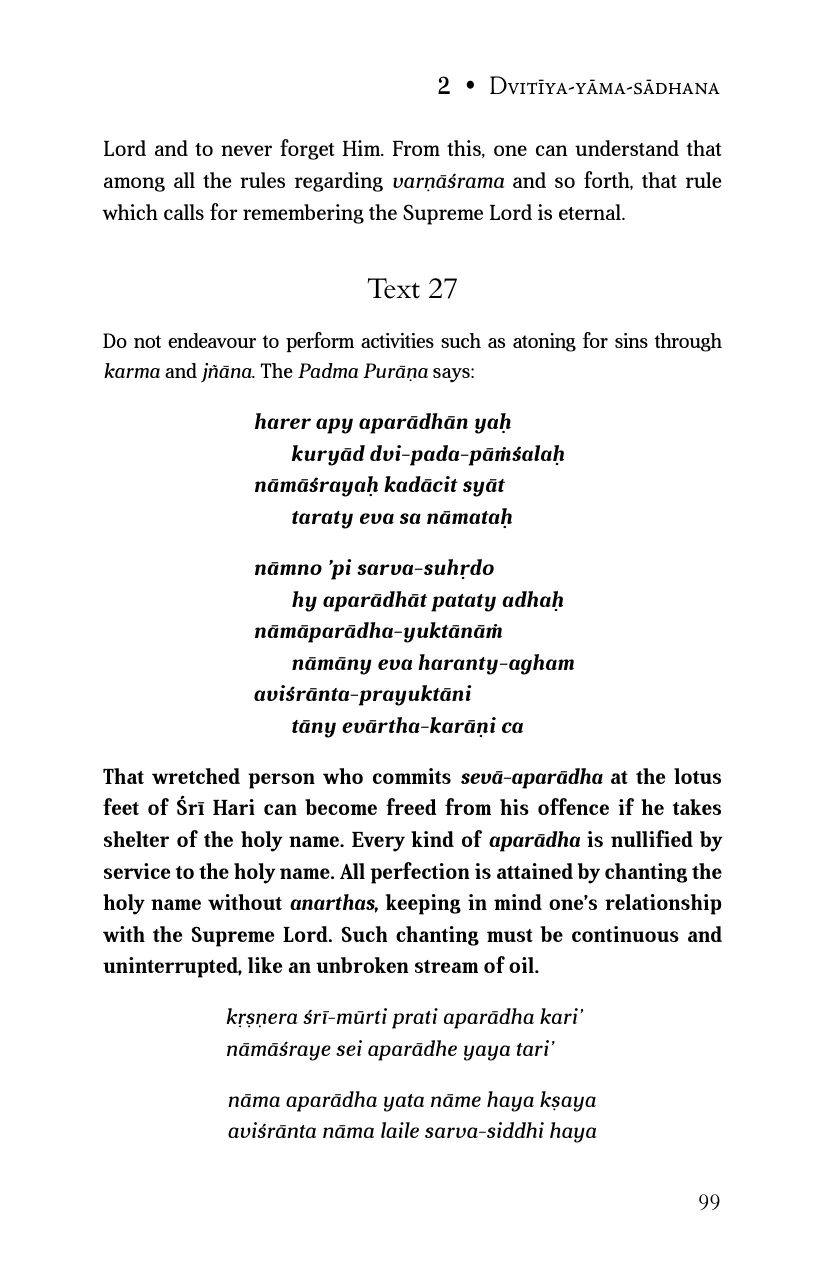 2 • Dvitīya-yāma-sādhana
Lord and to never forget Him. From this, one can understand that
among all the rules regarding varṇāśrama and so forth, that rule
which calls for remembering the Supreme Lord is eternal.
Text 27
Do not endeavour to perform activities such as atoning for sins through
karma and jñāna. The Padma Purāṇa says:
harer apy aparādhān yaḥ
kuryād dvi-pada-pāṁśalaḥ
nāmāśrayaḥ kadācit syāt
taraty eva sa nāmataḥ
nāmno ’pi sarva-suhṛdo
hy aparādhāt pataty adhaḥ
nāmāparādha-yuktānāṁ
nāmāny eva haranty-agham
aviśrānta-prayuktāni
tāny evārtha-karāṇi ca
That wretched person who commits sevā-aparādha at the lotus
feet of Śrī Hari can become freed from his offence if he takes
shelter of the holy name. Every kind of aparādha is nullified by
service to the holy name. All perfection is attained by chanting the
holy name without anarthas, keeping in mind one’s relationship
with the Supreme Lord. Such chanting must be continuous and
uninterrupted, like an unbroken stream of oil.
kṛṣṇera śrī-mūrti prati aparādha kari’
nāmāśraye sei aparādhe yaya tari’
nāma aparādha yata nāme haya kṣaya
aviśrānta nāma laile sarva-siddhi haya
99